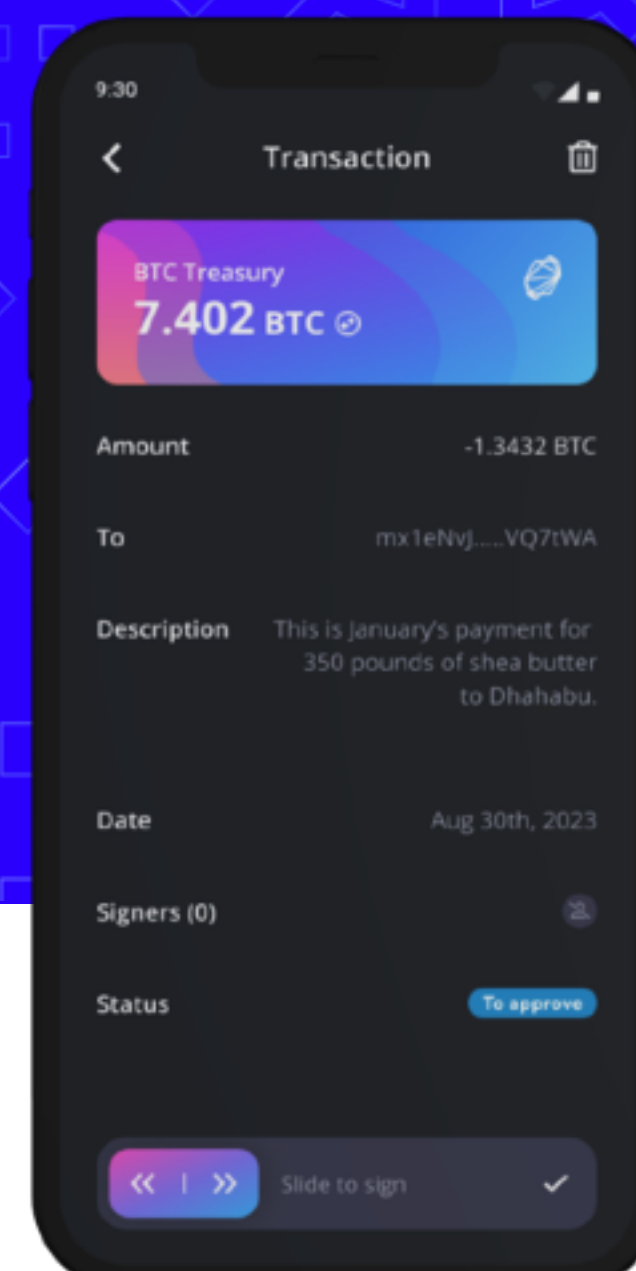 9:30
Transaction
BTC Treasury
7.402 BTC
Amount
-1.3432 BTC
To
mx1eNvJ.....VQ7tWA
Description
This is January's payment for
350 pounds of shea butter
to Dhahabu.
Date
Aug 30th, 2023
Signers (0)
Status
To approve
Slide to sign